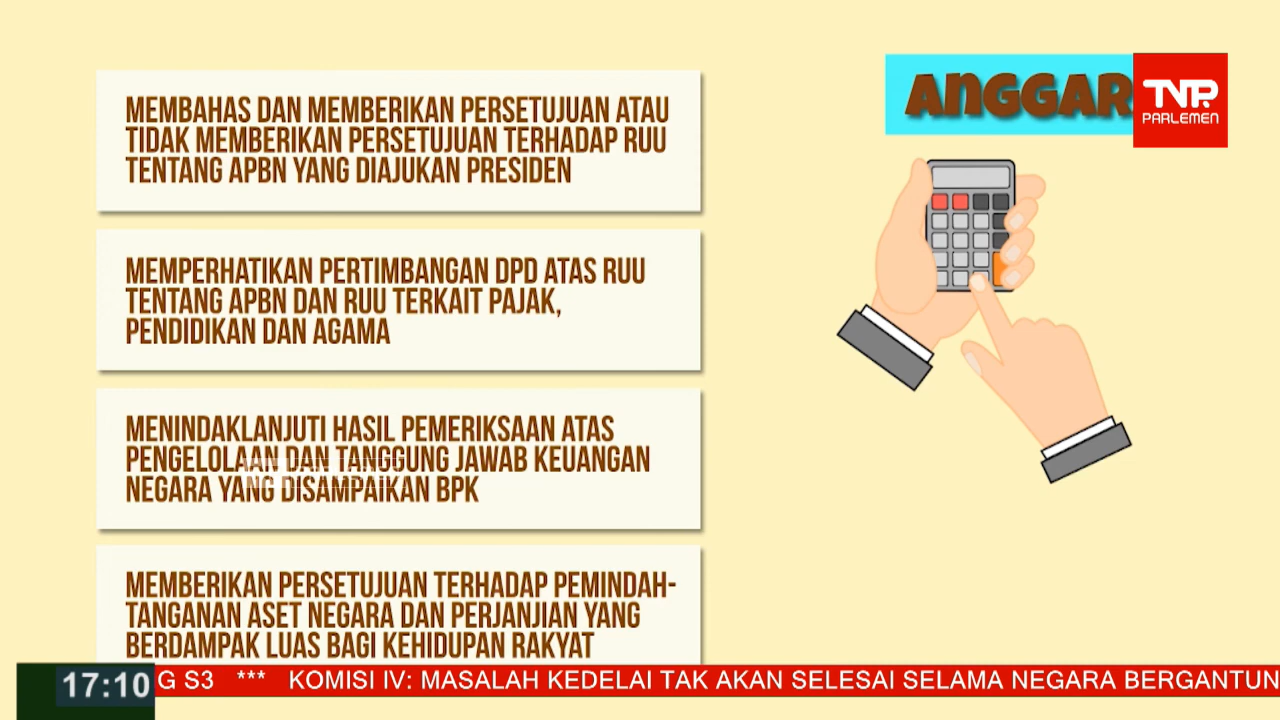 MEMBAHAS DAN MEMBERIKAN PERSETUJUAN ATAU
TIDAK MEMBERIKAN PERSETUJUAN TERHADAP RUU
TENTANG APBN YANG DIAJUKAN PRESIDEN
MEMPERHATIKAN PERTIMBANGAN DPD ATAS RUU
TENTANG APBN DAN RUU TERKAIT PAJAK,
PENDIDIKAN DAN AGAMA
MENINDAKLANJUTI HASIL PEMERIKSAAN ATAS
PENGELOLAAN DAN TANGGUNG JAWAB KEUANGAN
NEGARA YANG DISAMPAIKAN BPK
MEMBERIKAN PERSETUJUAN TERHADAP PEMINDAH-
TANGANAN ASET NEGARA DAN PERJANJIAN YANG
BERDAMPAK LUAS BAGI KEHIDUPAN RAKYAT
ANGGAR
TVR
PARLEMEN
17:10
G S3 *** KOMISI IV: MASALAH KEDELAI TAK AKAN SELESAI SELAMA NEGARA BERGANTUN